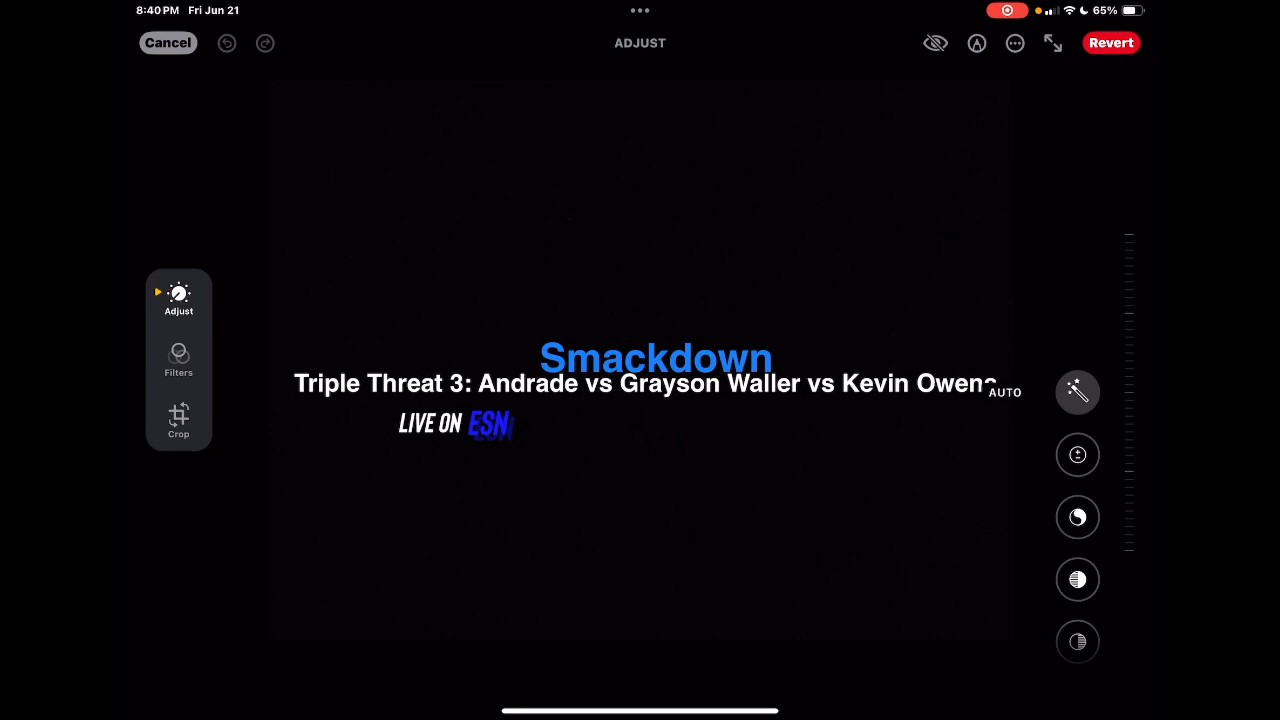 8:40 PM Fri Jun 21
65%
Cancel
ADJUST
Revert
Adjust
Filters
Crop
Smackdown
Triple Threat 3: Andrade vs Grayson Waller vs Kevin Owens
AUTO
LIVE ON ESN